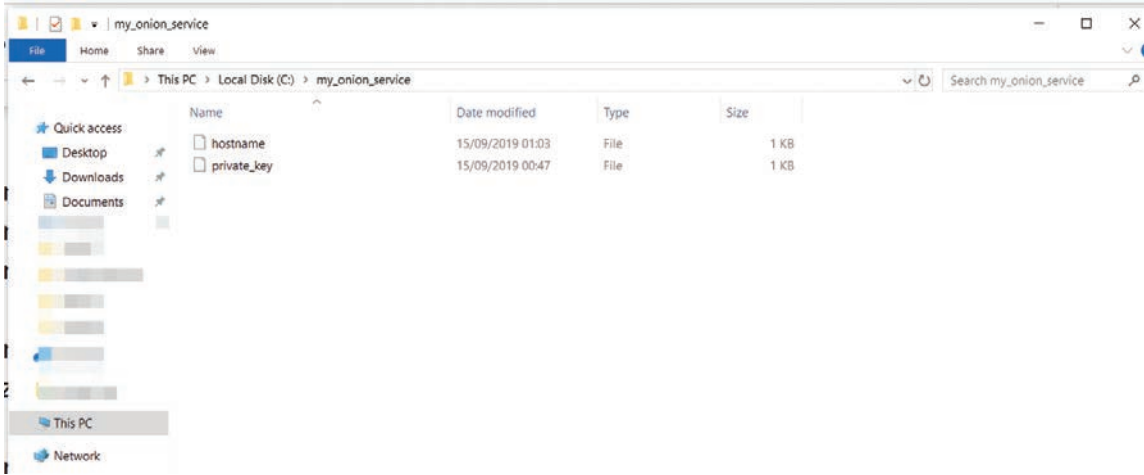 my_onion_service
File Home Share View
This PC > Local Disk (C:) > my_onion_service
Search my_onion_service
Name Date modified Type Size
Quick access
hostname 15/09/2019 01:03 File 1 KB
Desktop
private_key 15/09/2019 00:47 File 1 KB
Downloads
Documents
This PC
Network